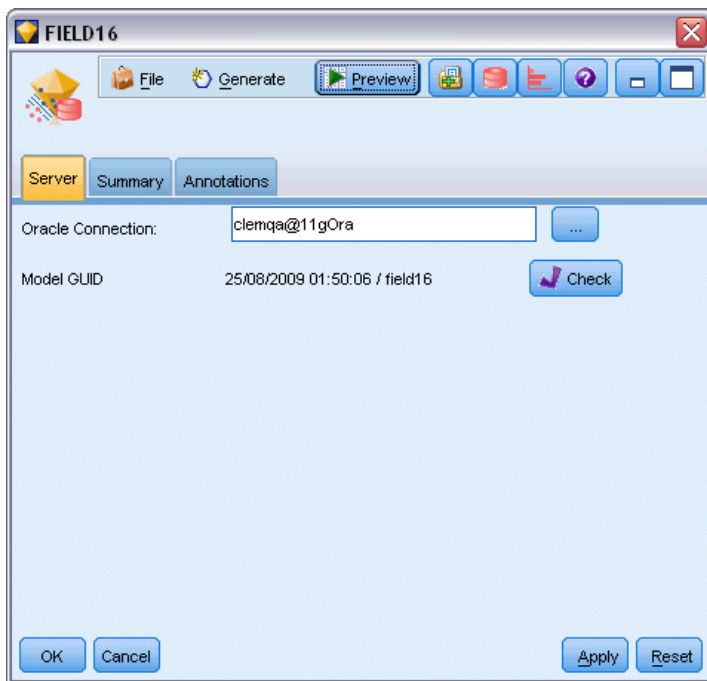 FIELD16
File Generate Preview
Server Summary Annotations
Oracle Connection: clemqa@11gOra ...
Model GUID 25/08/2009 01:50:06 / field16 Check
OK Cancel Apply Reset